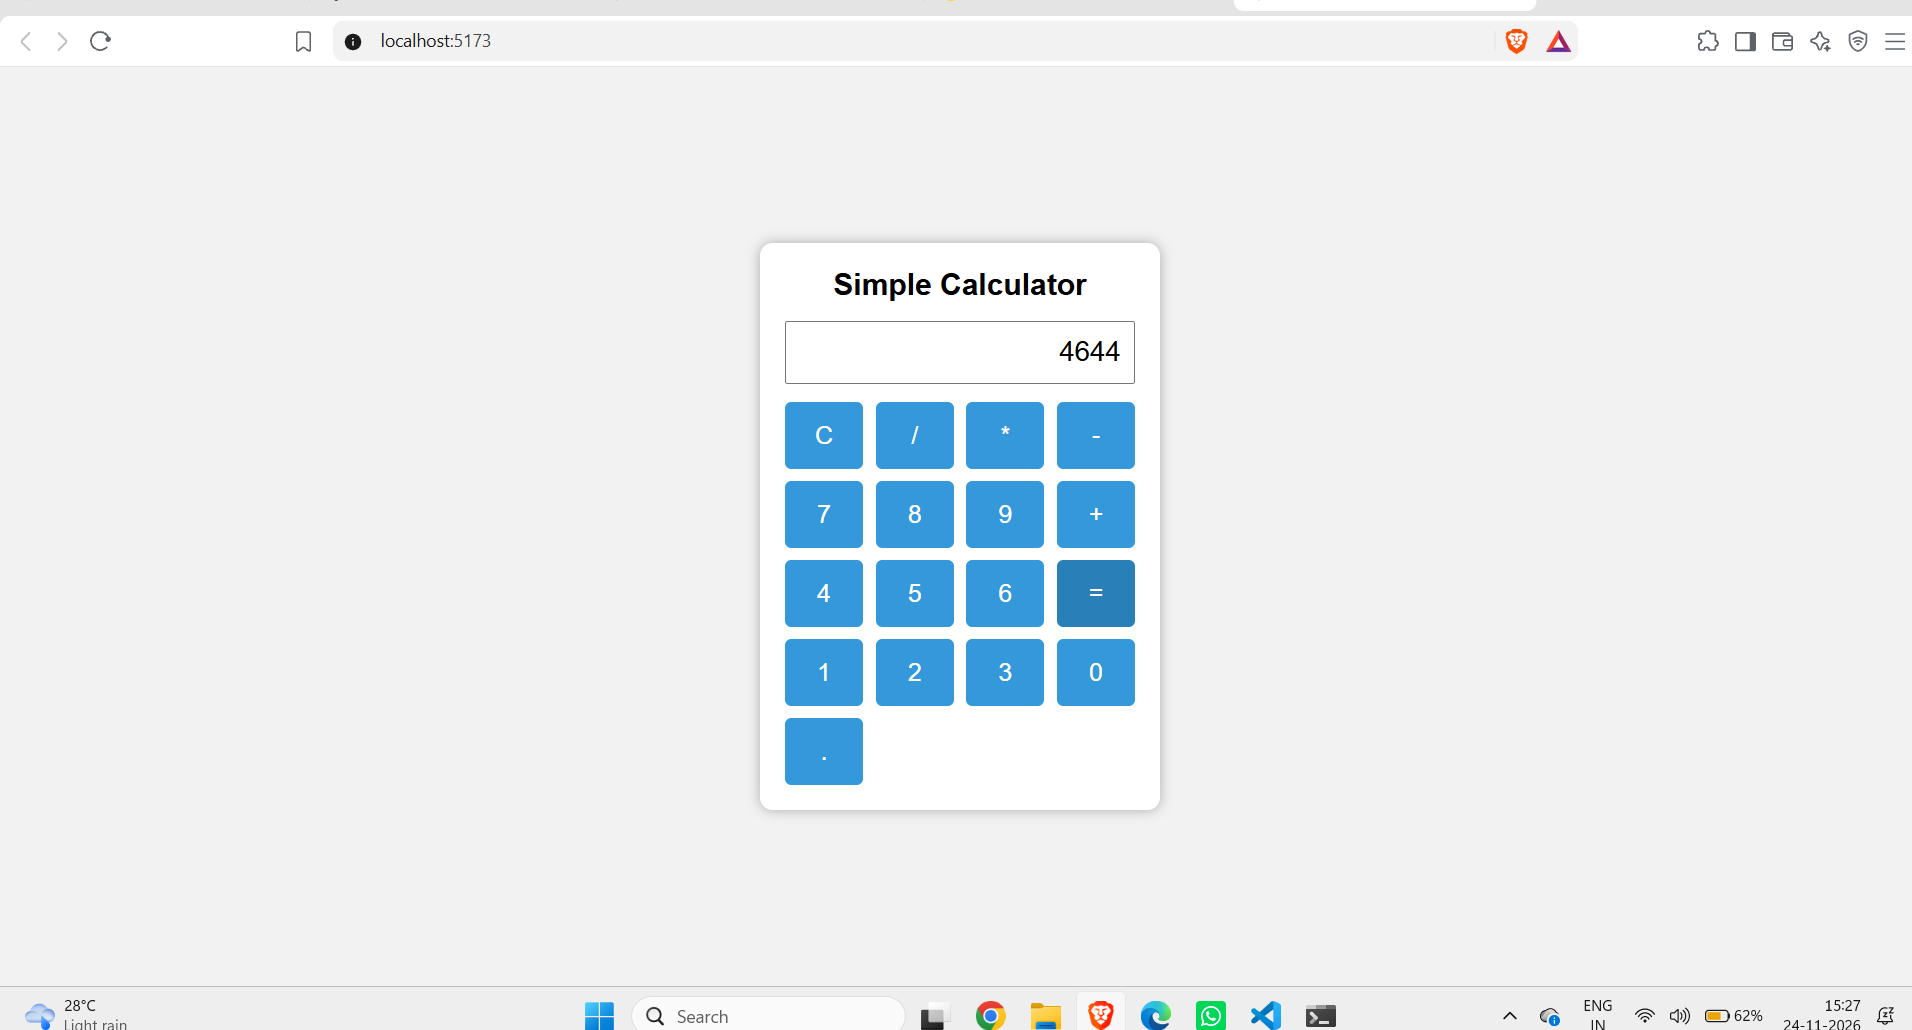 localhost:5173
Simple Calculator
4644
C / * -
7 8 9 +
4 5 6 =
1 2 3 0
.
28°C
Light rain
Search
ENG
IN
62%
15:27
24-11-2026